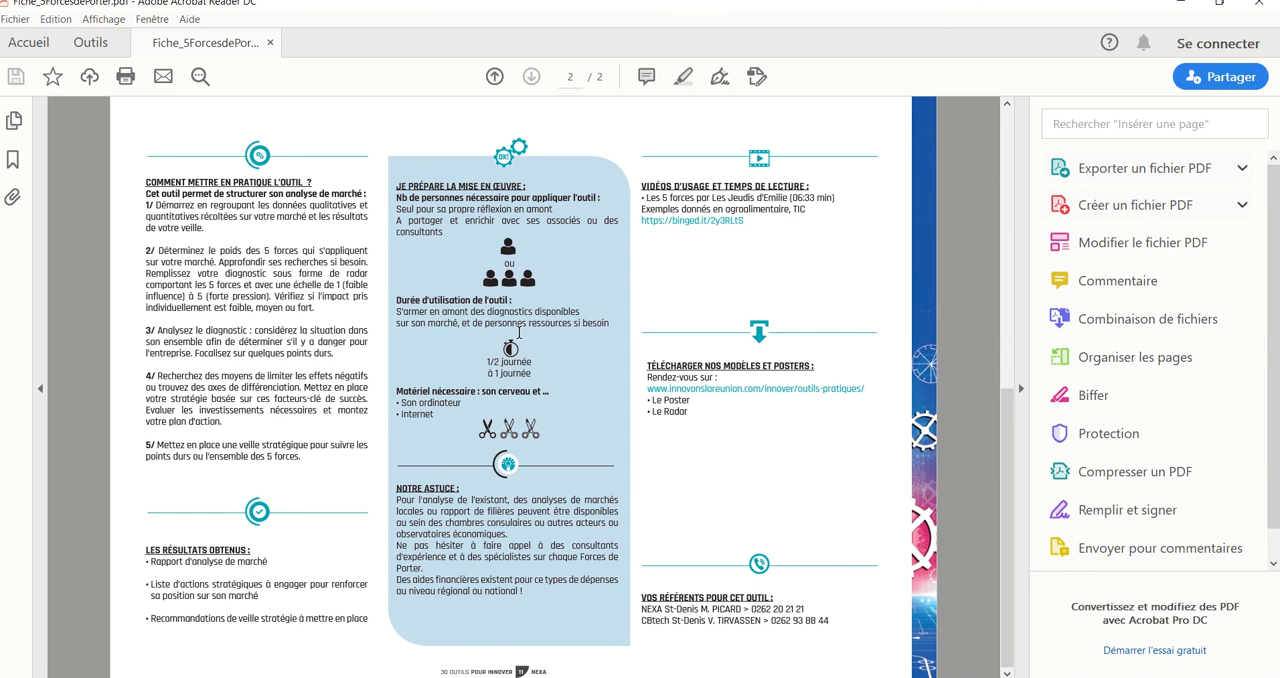 Fiche_5ForcesdePorter.pdf - Adobe Acrobat Reader DC
Fichier Edition Affichage Fenêtre Aide
Accueil Outils Fiche_5ForcesdePor... ×
Se connecter
2 / 2
Partager
COMMENT METTRE EN PRATIQUE L'OUTIL ?
Cet outil permet de structurer son analyse de marché :
1/ Démarrez en regroupant les données qualitatives et
quantitatives récoltées sur votre marché et les résultats
de votre veille.
2/ Déterminez le poids des 5 forces qui s'appliquent
sur votre marché. Approfondir ses recherches si besoin.
Remplissez votre diagnostic sous forme de radar
comportant les 5 forces et avec une échelle de 1 (faible
influence) à 5 (forte pression). Vérifiez si l'impact pris
individuellement est faible, moyen ou fort.
3/ Analysez le diagnostic : considérez la situation dans
son ensemble afin de déterminer s'il y a danger pour
l'entreprise. Focalisez sur quelques points durs.
4/ Recherchez des moyens de limiter les effets négatifs
ou trouvez des axes de différenciation. Mettez en place
votre stratégie basée sur ces facteurs-clé de succès.
Evaluer les investissements nécessaires et montez
votre plan d'action.
5/ Mettez en place une veille stratégique pour suivre les
points durs ou l'ensemble des 5 forces.
LES RÉSULTATS OBTENUS :
• Rapport d'analyse de marché
• Liste d'actions stratégiques à engager pour renforcer
sa position sur son marché
• Recommandations de veille stratégie à mettre en place
OK!
JE PRÉPARE LA MISE EN ŒUVRE :
Nb de personnes nécessaire pour appliquer l'outil :
Seul pour sa propre réflexion en amont
A partager et enrichir avec ses associés ou des
consultants
ou
Durée d'utilisation de l'outil :
S'armer en amont des diagnostics disponibles
sur son marché, et de personnes ressources si besoin
1/2 journée
à 1 journée
Matériel nécessaire : son cerveau et ...
• Son ordinateur
• Internet
NOTRE ASTUCE :
Pour l'analyse de l'existant, des analyses de marchés
locales ou rapport de filières peuvent être disponibles
au sein des chambres consulaires ou autres acteurs ou
observatoires économiques.
Ne pas hésiter à faire appel à des consultants
d'expérience et à des spécialistes sur chaque Forces de
Porter.
Des aides financières existent pour ce types de dépenses
au niveau régional ou national !
VIDÉOS D'USAGE ET TEMPS DE LECTURE :
• Les 5 forces par Les Jeudis d'Emilie (06:33 min)
Exemples donnés en agroalimentaire, TIC
https://binged.it/2y3RLtS
TÉLÉCHARGER NOS MODÈLES ET POSTERS :
Rendez-vous sur :
www.innovonslareunion.com/innover/outils-pratiques/
• Le Poster
• Le Radar
VOS RÉFÉRENTS POUR CET OUTIL :
NEXA St-Denis M. PICARD > 0262 20 21 21
CBtech St-Denis V. TIRVASSEN > 0262 93 88 44
30 OUTILS POUR INNOVER 11 NEXA
Rechercher "Insérer une page"
Exporter un fichier PDF
Créer un fichier PDF
Modifier le fichier PDF
Commentaire
Combinaison de fichiers
Organiser les pages
Biffer
Protection
Compresser un PDF
Remplir et signer
Envoyer pour commentaires
Convertissez et modifiez des PDF
avec Acrobat Pro DC
Démarrer l'essai gratuit